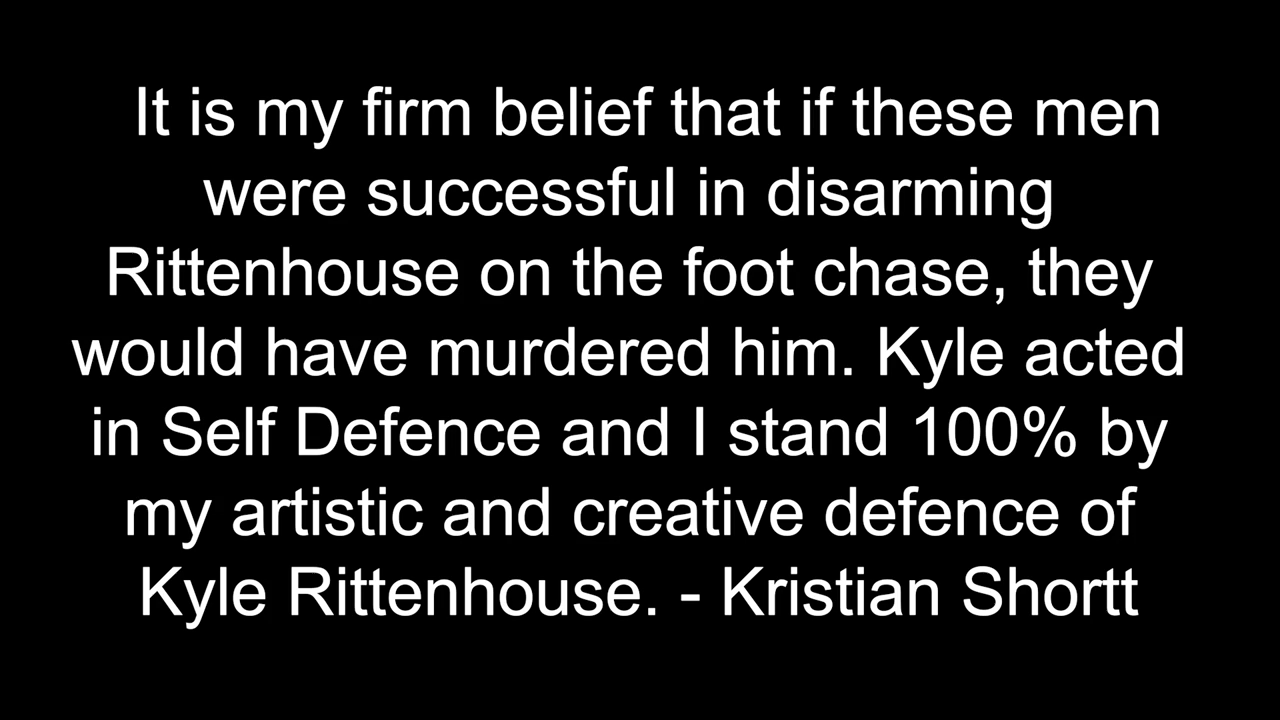 It is my firm belief that if these men
were successful in disarming
Rittenhouse on the foot chase, they
would have murdered him. Kyle acted
in Self Defence and I stand 100% by
my artistic and creative defence of
Kyle Rittenhouse. - Kristian Shortt